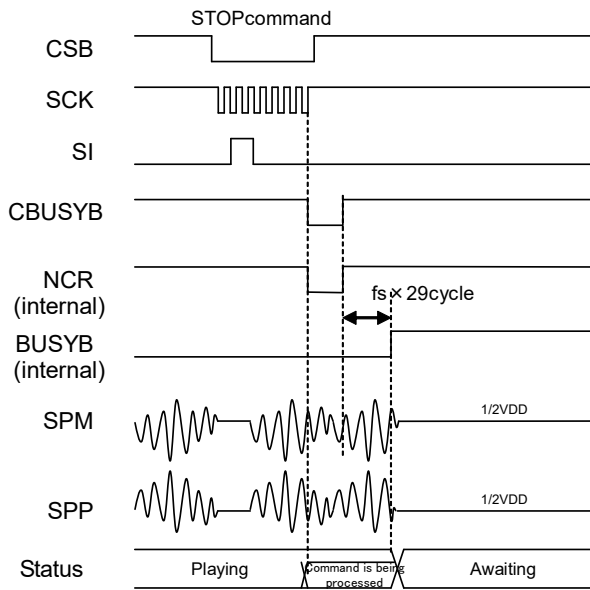 STOPcommand
CSB
SCK
SI
CBUSYB
NCR
(internal)
fs×29cycle
BUSYB
(internal)
SPM
1/2VDD
SPP
1/2VDD
Status
Playing
Command is being
processed
Awaiting